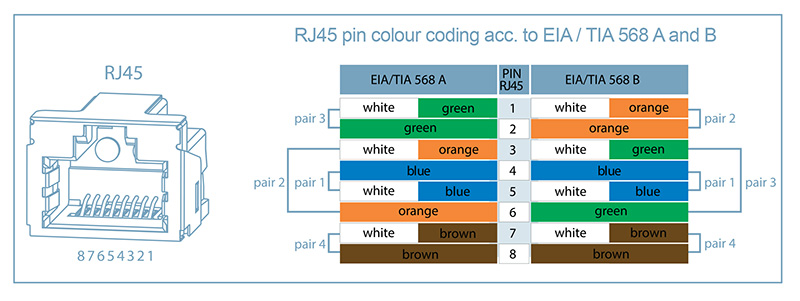 RJ45 pin colour coding acc. to EIA / TIA 568 A and B
RJ45
87654321
EIA/TIA 568 A PIN RJ45 EIA/TIA 568 B
pair 3 white green 1 white orange pair 2
green 2 orange
white orange 3 white green
pair 2 pair 1 blue 4 blue pair 1 pair 3
white blue 5 white blue
orange 6 green
pair 4 white brown 7 white brown pair 4
brown 8 brown